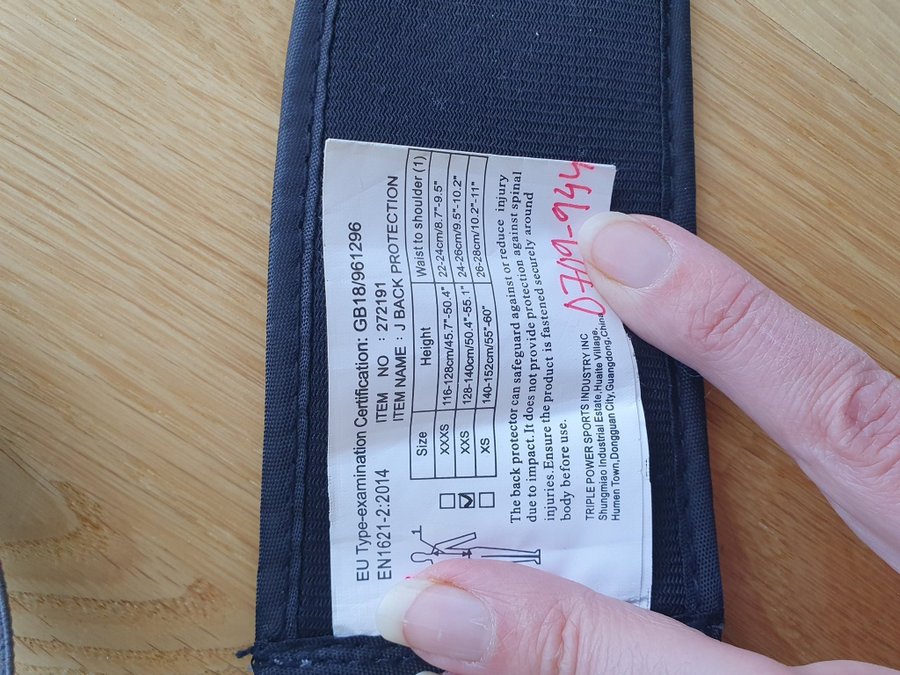 EU Type-examination Certification: GB18/961296
EN1621-2:2014 ITEM NO : 272191
ITEM NAME : J BACK PROTECTION
Size Height Waist to shoulder (1)
XXXS 116-128cm/45.7"-50.4" 22-24cm/8.7"-9.5"
XXS 128-140cm/50.4"-55.1" 24-26cm/9.5"-10.2"
XS 140-152cm/55"-60" 26-28cm/10.2"-11"
The back protector can safeguard against or reduce injury
due to impact.It does not provide protection against spinal
injuries.Ensure the product is fastened securely around
body before use.
TRIPLE POWER SPORTS INDUSTRY INC
Shungmiao Industrial Estate,Huaite Village,
Humen Town,Dongguan City,Guangdong,China